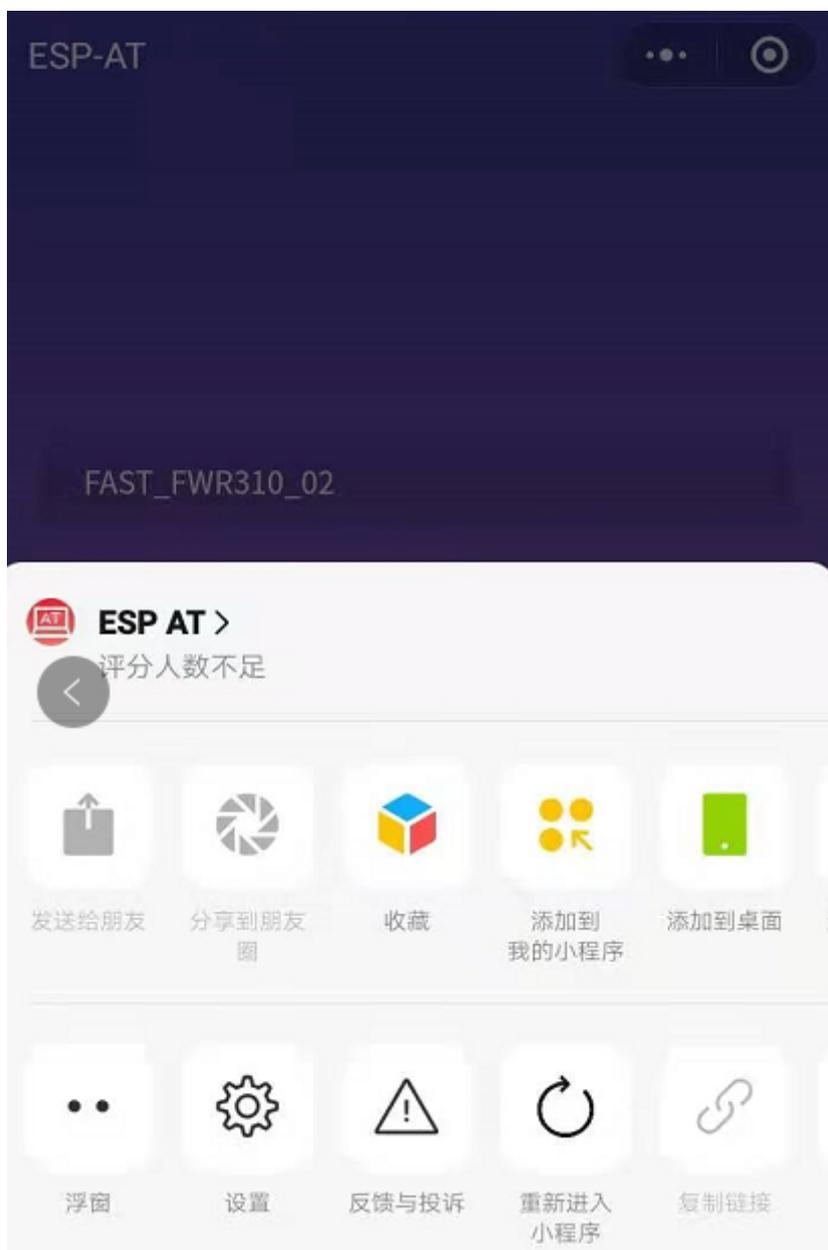 ESP-AT
FAST_FWR310_02
AT
ESP AT >
评分人数不足
发送给朋友
分享到朋友
圈
收藏
添加到
我的小程序
添加到桌面
浮窗
设置
反馈与投诉
重新进入
小程序
复制链接